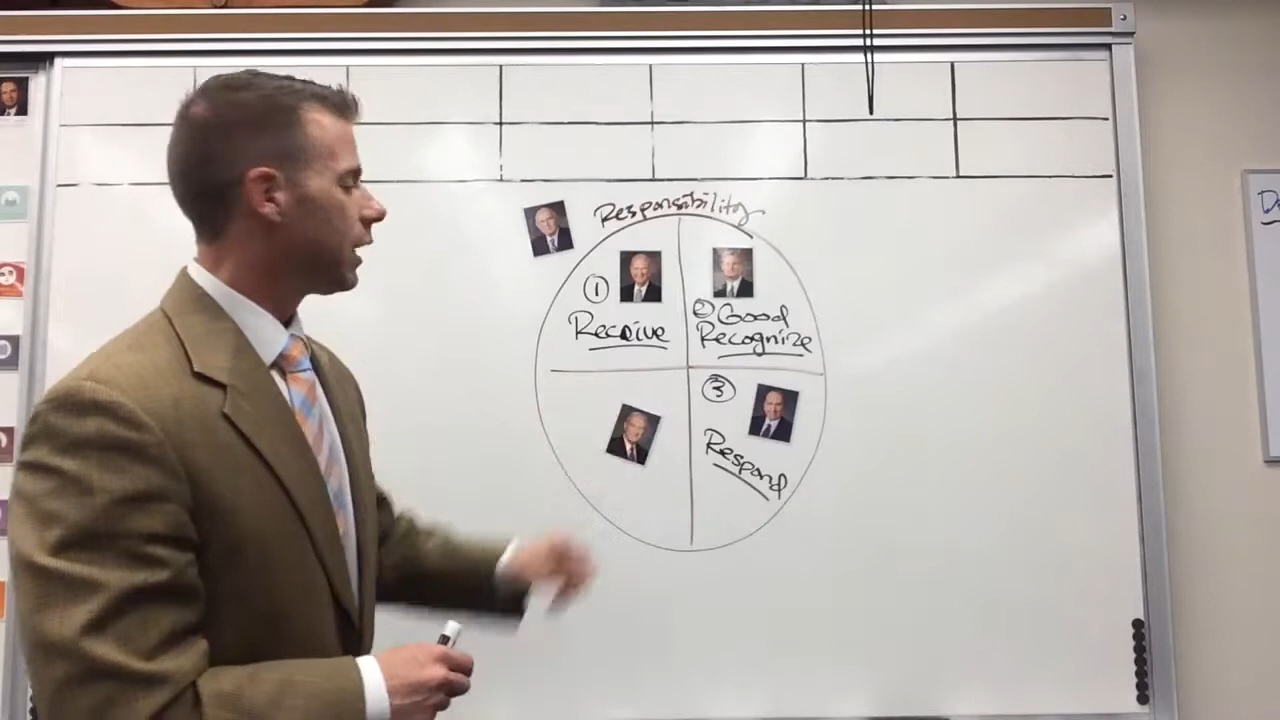 Responsibility
1
Receive
2 Good
Recognize
3
Respond
D